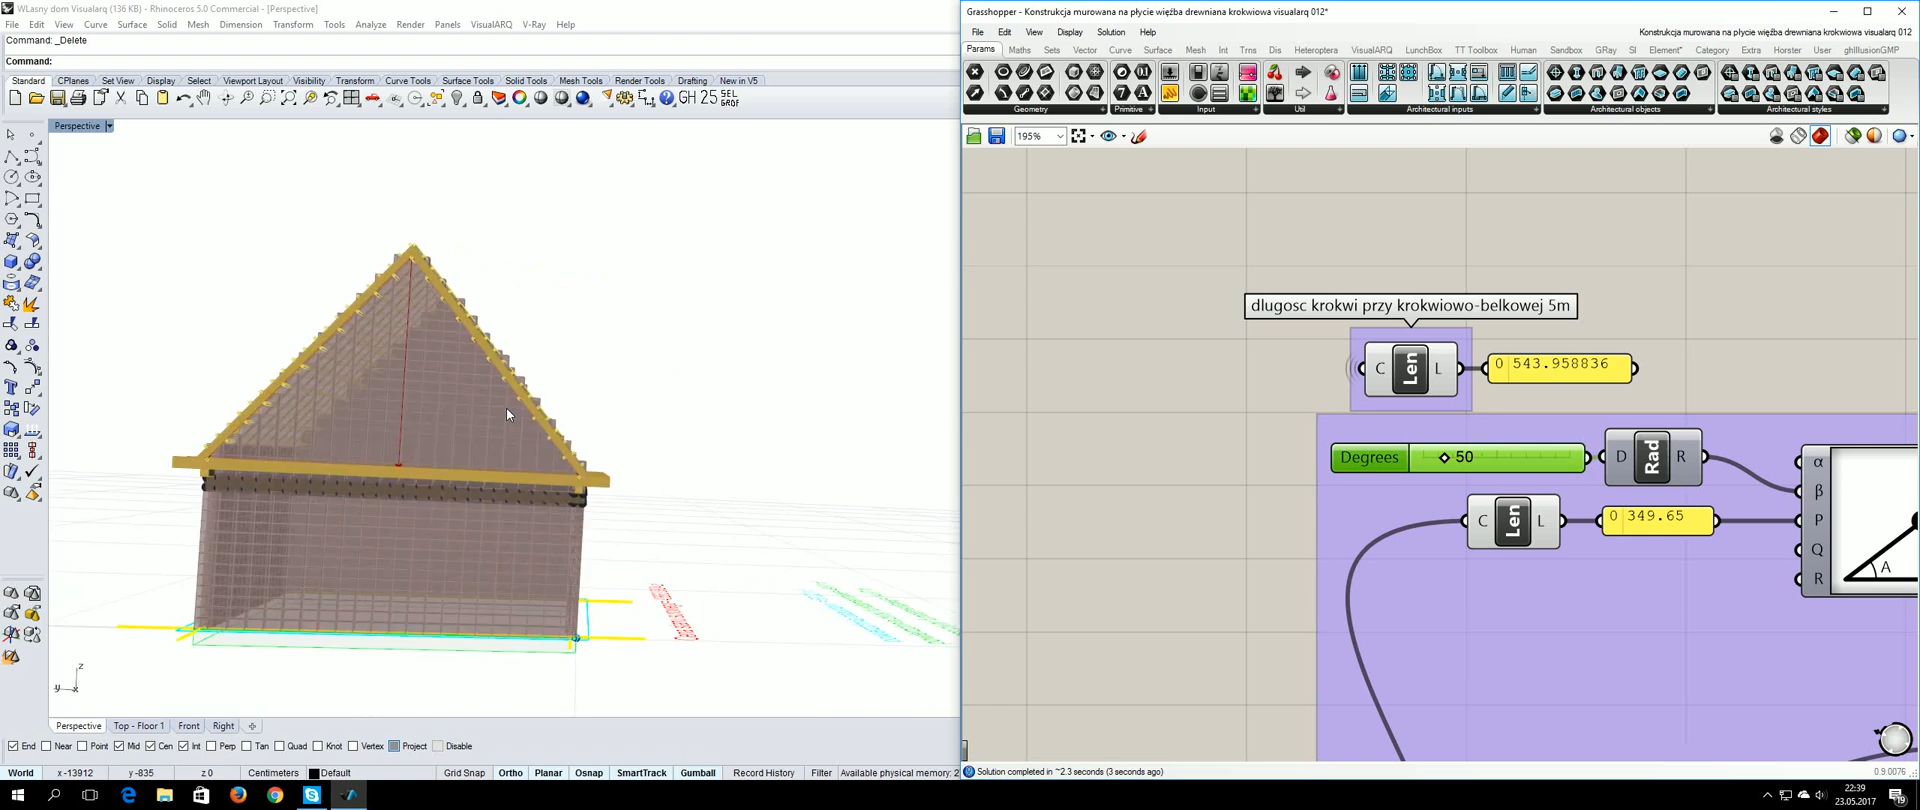 WLasny dom Visualarq (136 KB) - Rhinoceros 5.0 Commercial - [Perspective]
File Edit View Curve Surface Solid Mesh Dimension Transform Tools Analyze Render Panels VisualARQ V-Ray Help
Command: _Delete
Command:
Standard CPlanes Set View Display Select Viewport Layout Visibility Transform Curve Tools Surface Tools Solid Tools Mesh Tools Render Tools Drafting New in V5
GH 25 SEL GROF
Perspective
z
y x
Perspective Top - Floor 1 Front Right
End Near Point Mid Cen Int Perp Tan Quad Knot Vertex Project Disable
World x -13912 y -835 z 0 Centimeters Default Grid Snap Ortho Planar Osnap SmartTrack Gumball Record History Filter Available physical memory: 2
Grasshopper - Konstrukcja murowana na płycie więźba drewniana krokwiowa visualarq 012*
File Edit View Display Solution Help
Konstrukcja murowana na płycie więźba drewniana krokwiowa visualarq 012
Params Maths Sets Vector Curve Surface Mesh Int Trns Dis Heteroptera VisualARQ LunchBox TT Toolbox Human Sandbox GRay SI Element* Category Extra Horster User ghIllusionGMP
Geometry Primitive Input Util Architectural inputs Architectural objects Architectural styles
195%
dlugosc krokwi przy krokwiowo-belkowej 5m
C Len L 0 543.958836
Degrees 50 D Rad R
C Len L 0 349.65
α
β
P
Q
R
A
Solution completed in ~2.3 seconds (3 seconds ago)
0.9.0076
22:39
23.05.2017
19